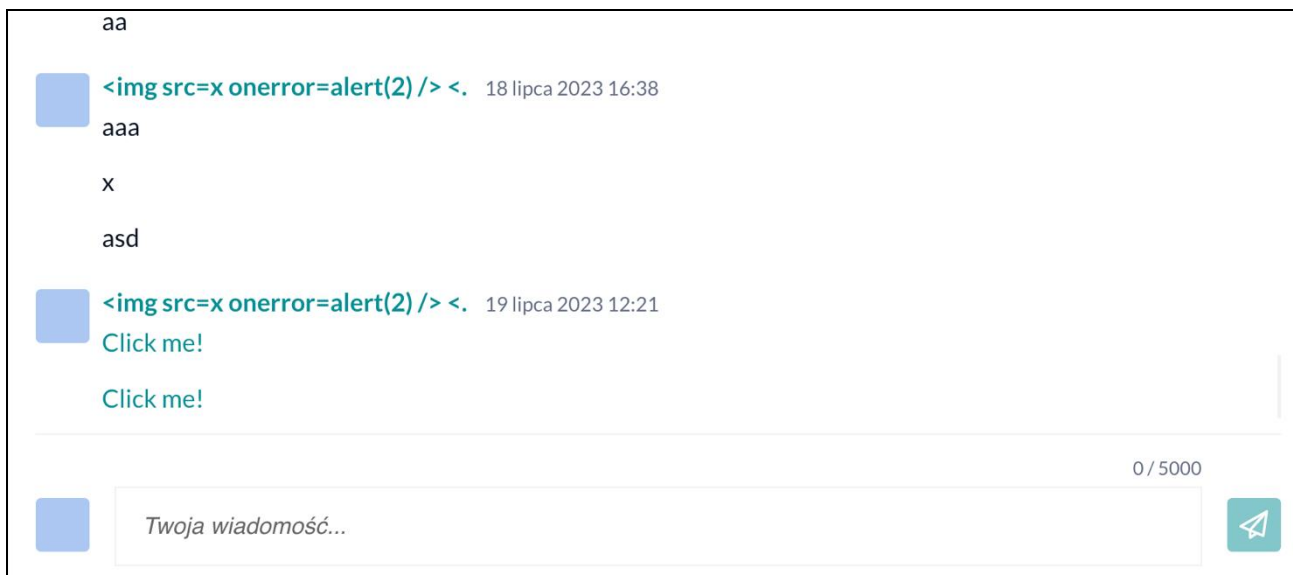 aa
<img src=x onerror=alert(2) /> <. 18 lipca 2023 16:38
aaa
x
asd
<img src=x onerror=alert(2) /> <. 19 lipca 2023 12:21
Click me!
Click me!
0 / 5000
Twoja wiadomość...